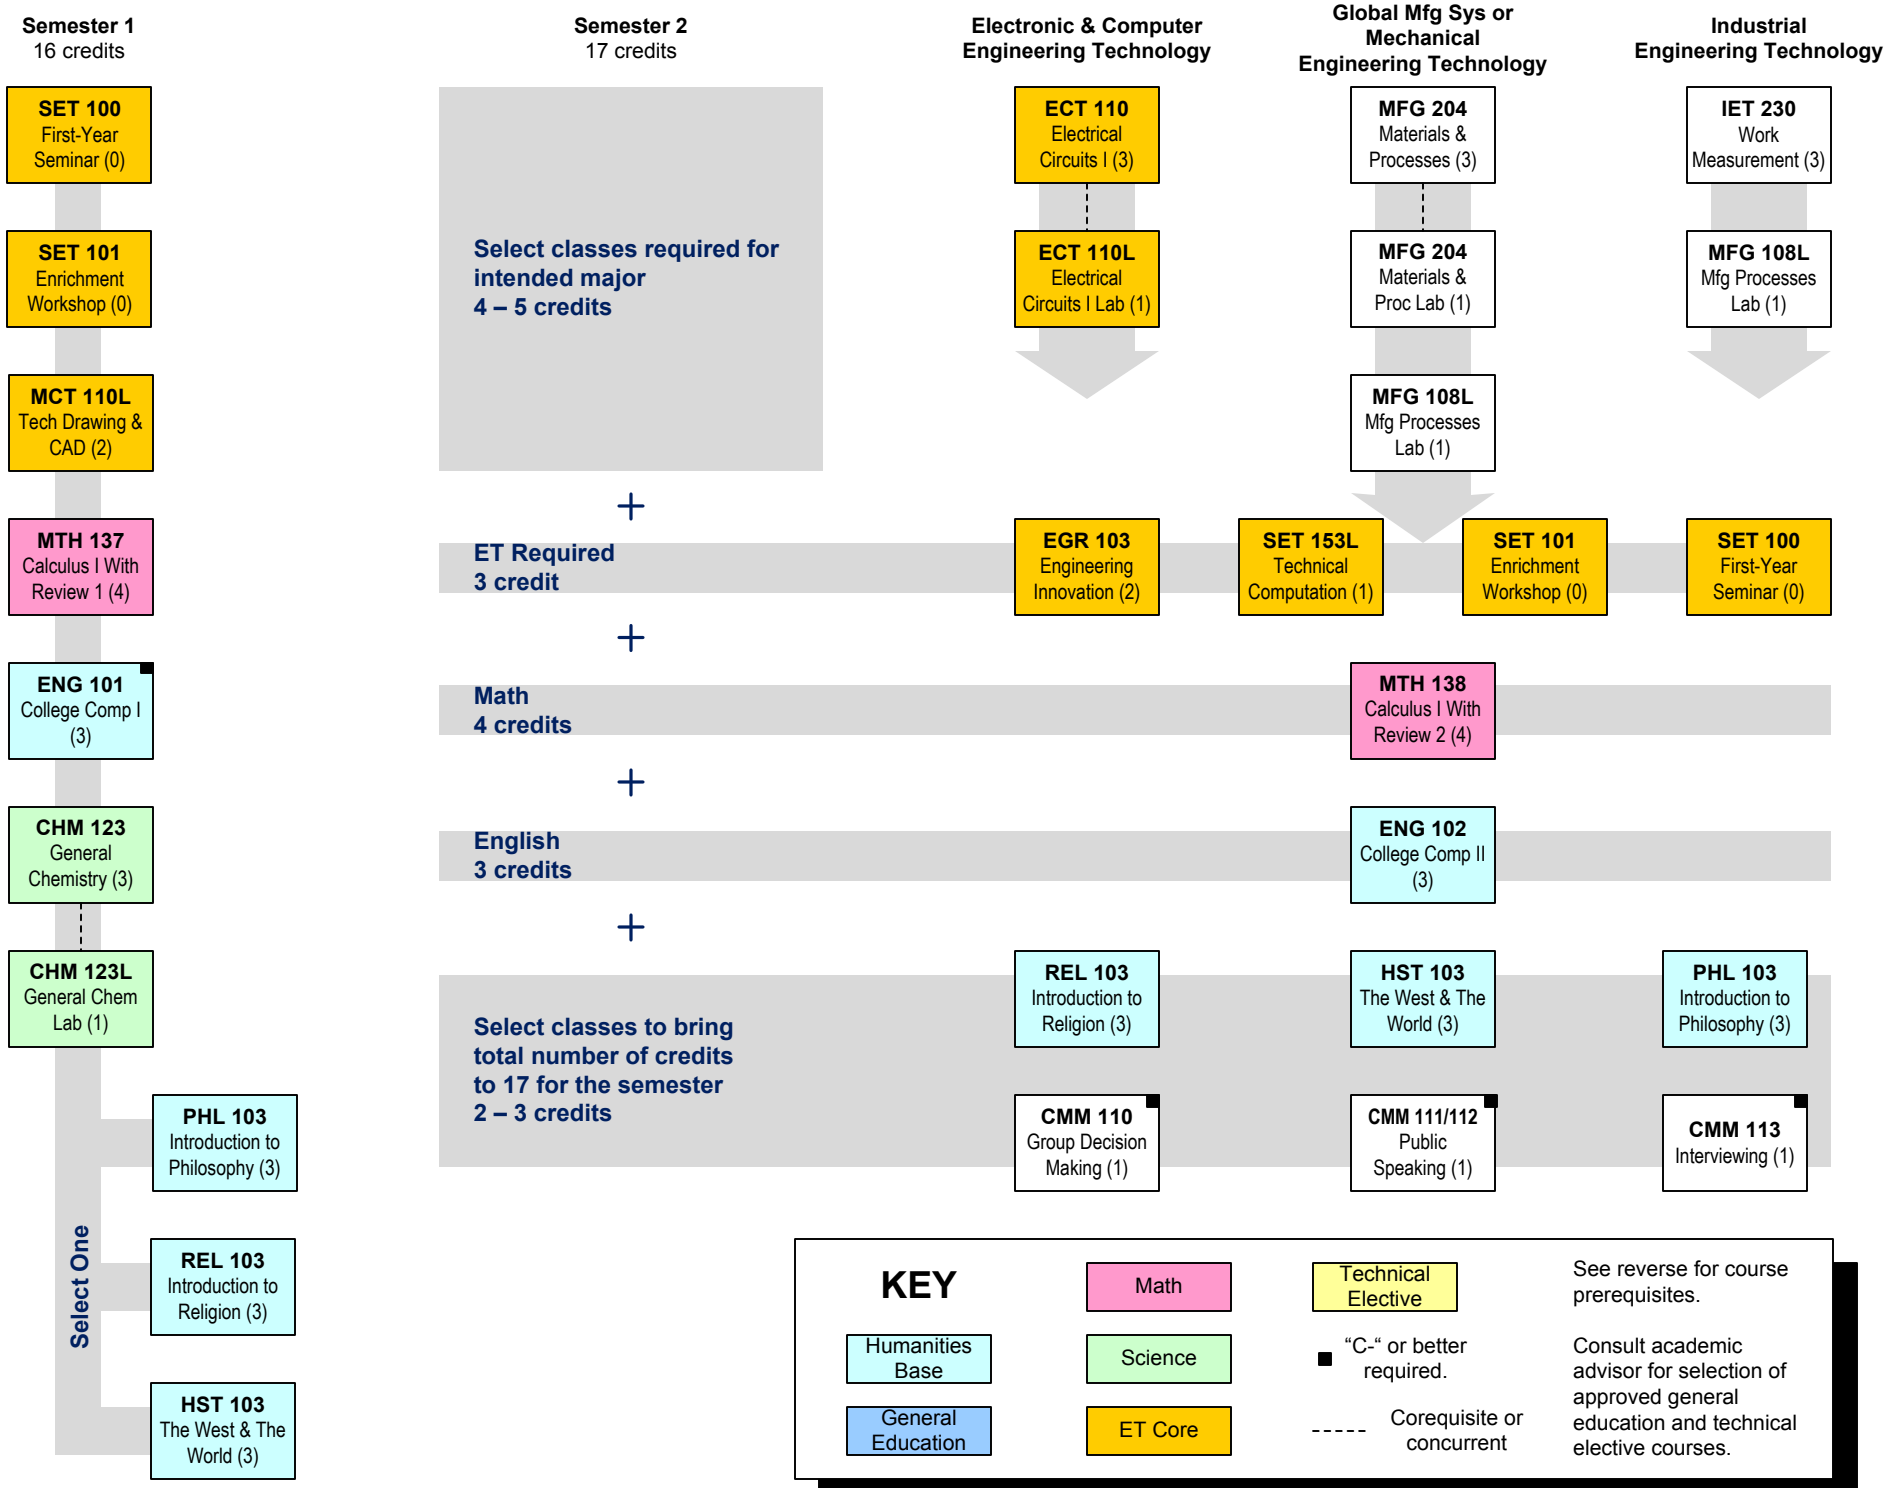 Semester 1
16 credits
Semester 2
17 credits
Electronic & Computer
Engineering Technology
Global Mfg Sys or
Mechanical
Engineering Technology
Industrial
Engineering Technology
SET 100
First-Year
Seminar (0)
SET 101
Enrichment
Workshop (0)
MCT 110L
Tech Drawing &
CAD (2)
MTH 137
Calculus I With
Review 1 (4)
ENG 101
College Comp I
(3)
CHM 123
General
Chemistry (3)
CHM 123L
General Chem
Lab (1)
Select One
PHL 103
Introduction to
Philosophy (3)
REL 103
Introduction to
Religion (3)
HST 103
The West & The
World (3)
Select classes required for
intended major
4 – 5 credits
ECT 110
Electrical
Circuits I (3)
ECT 110L
Electrical
Circuits I Lab (1)
MFG 204
Materials &
Processes (3)
MFG 204
Materials &
Proc Lab (1)
MFG 108L
Mfg Processes
Lab (1)
IET 230
Work
Measurement (3)
MFG 108L
Mfg Processes
Lab (1)
+
ET Required
3 credit
EGR 103
Engineering
Innovation (2)
SET 153L
Technical
Computation (1)
SET 101
Enrichment
Workshop (0)
SET 100
First-Year
Seminar (0)
+
Math
4 credits
MTH 138
Calculus I With
Review 2 (4)
+
English
3 credits
ENG 102
College Comp II
(3)
+
Select classes to bring
total number of credits
to 17 for the semester
2 – 3 credits
REL 103
Introduction to
Religion (3)
HST 103
The West & The
World (3)
PHL 103
Introduction to
Philosophy (3)
CMM 110
Group Decision
Making (1)
CMM 111/112
Public
Speaking (1)
CMM 113
Interviewing (1)
KEY
Math
Technical
Elective
Humanities
Base
Science
“C-“ or better
required.
General
Education
ET Core
Corequisite or
concurrent
See reverse for course
prerequisites.
Consult academic
advisor for selection of
approved general
education and technical
elective courses.